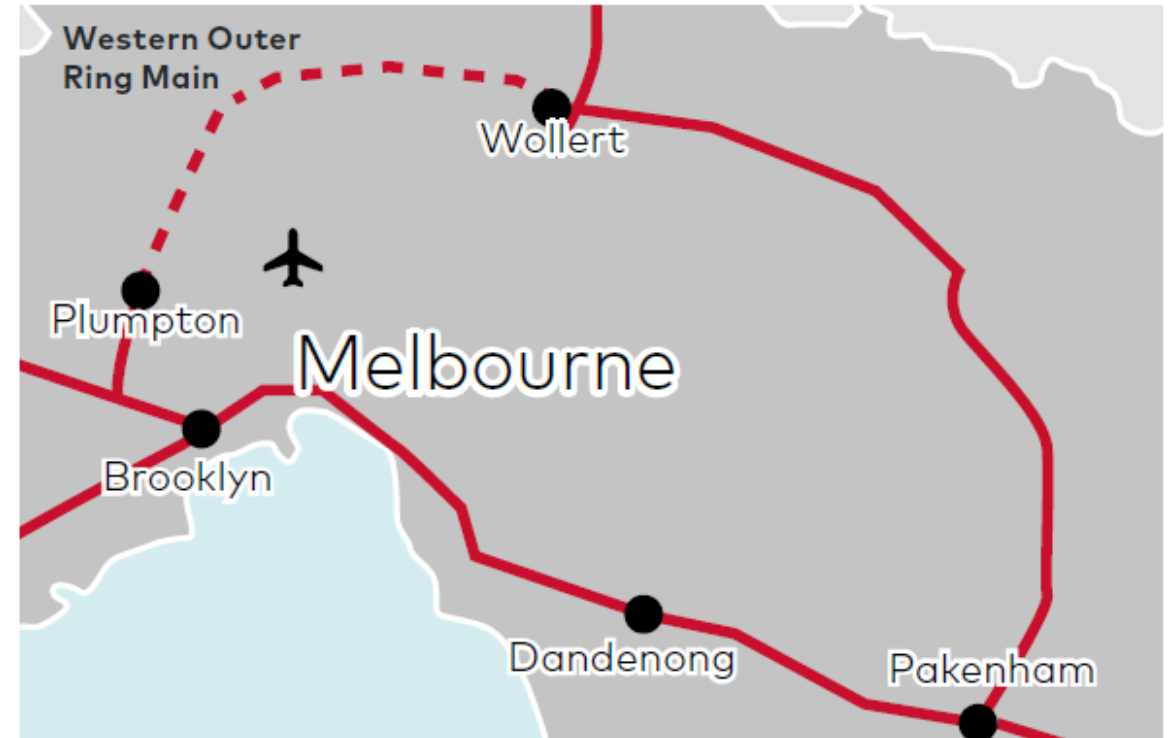 Western Outer
Ring Main
Wollert
Plumpton
Melbourne
Brooklyn
Dandenong
Pakenham